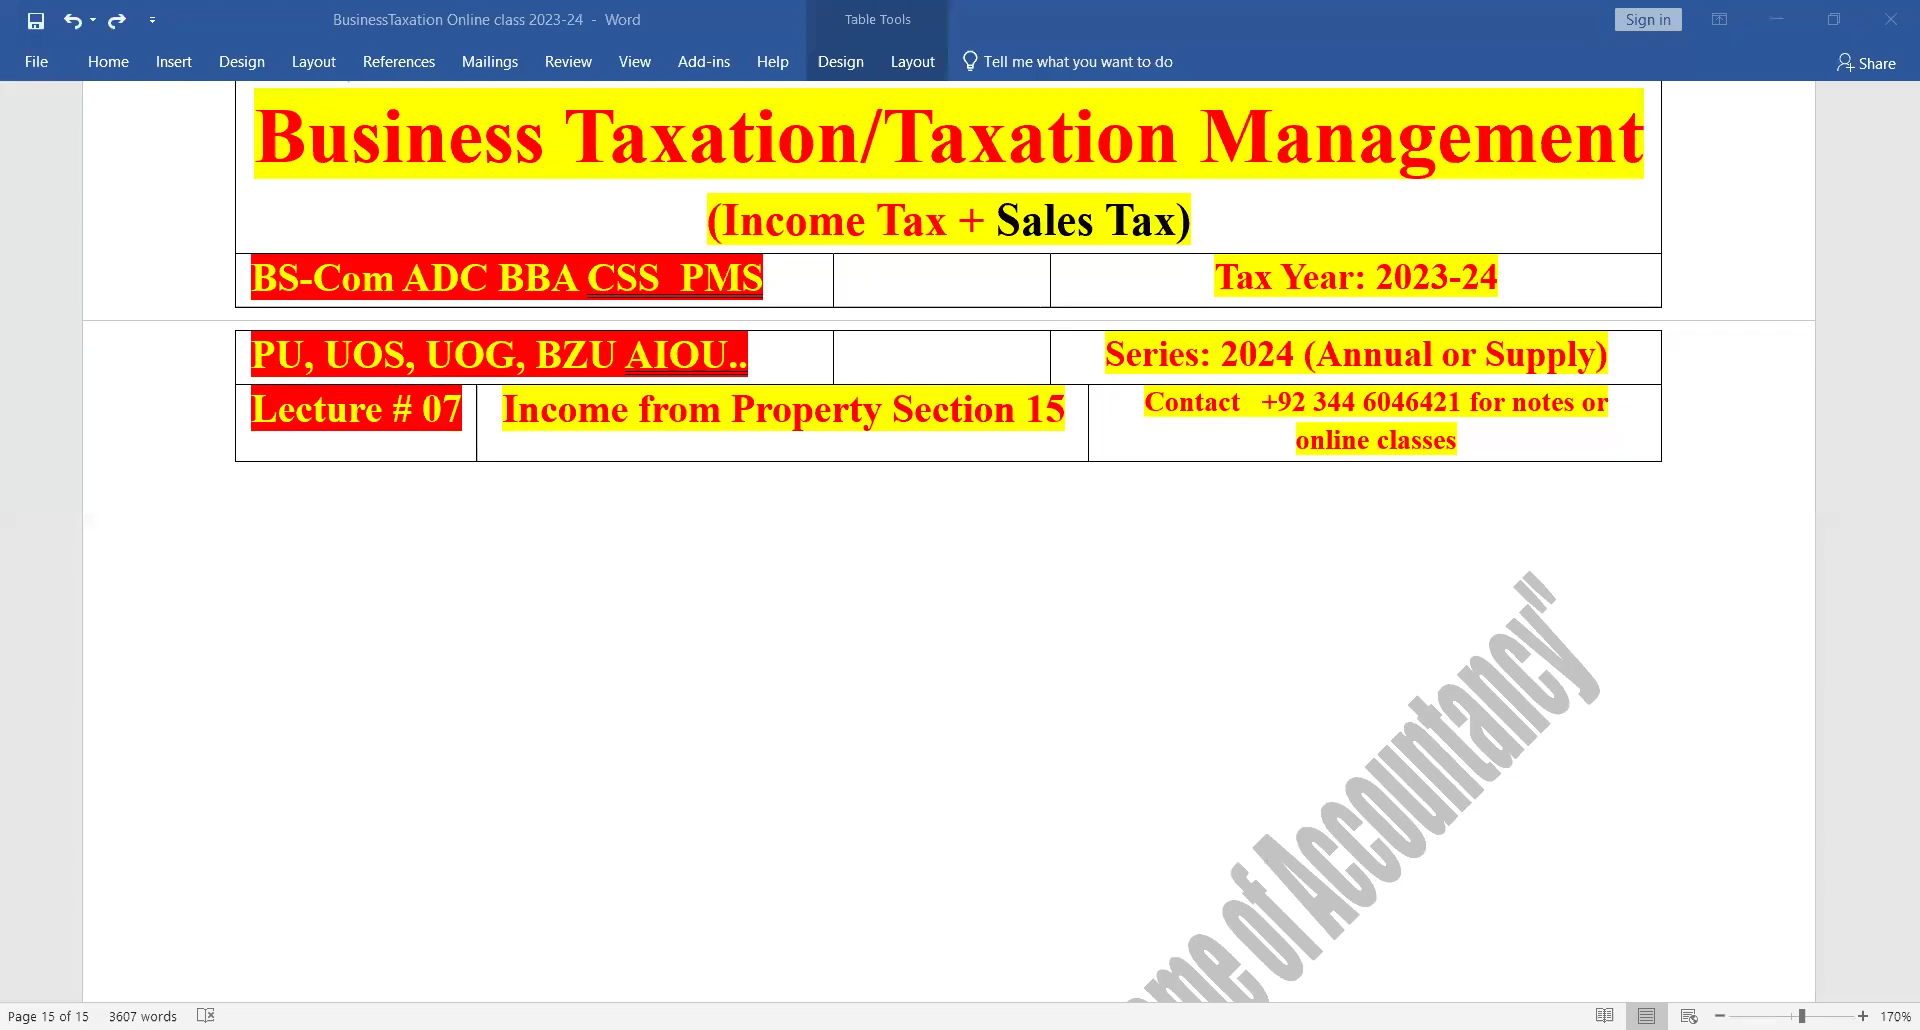 BusinessTaxation Online class 2023-24 - Word
Table Tools
Sign in
File Home Insert Design Layout References Mailings Review View Add-ins Help Design Layout Tell me what you want to do
Share
Business Taxation/Taxation Management
(Income Tax + Sales Tax)
BS-Com ADC BBA CSS PMS
Tax Year: 2023-24
PU, UOS, UOG, BZU AIOU..
Series: 2024 (Annual or Supply)
Lecture # 07
Income from Property Section 15
Contact +92 344 6046421 for notes or
online classes
of Accountancy"
Page 15 of 15 3607 words
170%